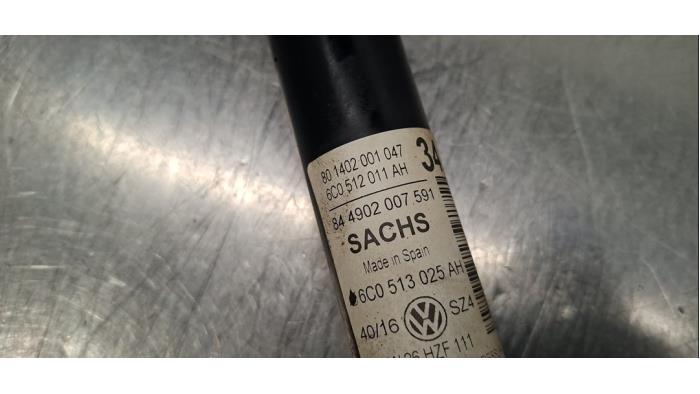 80 1402 001 047
6C0 512 011 AH
34
84 4902 007 591
SACHS
Made in Spain
6C0 513 025 AH
40/16 SZ4
HZF 111